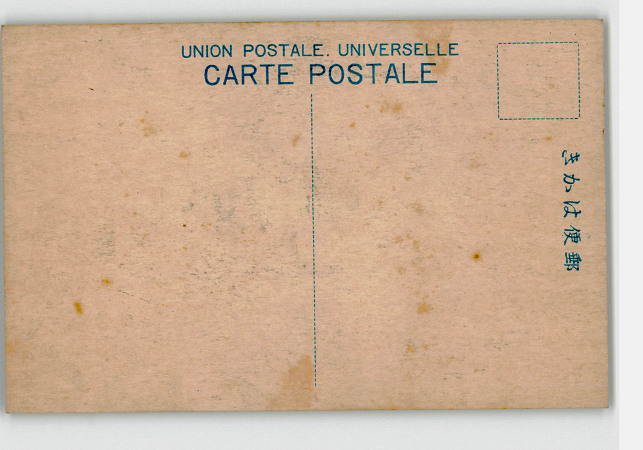 UNION POSTALE. UNIVERSELLE
CARTE POSTALE
きかは便郵